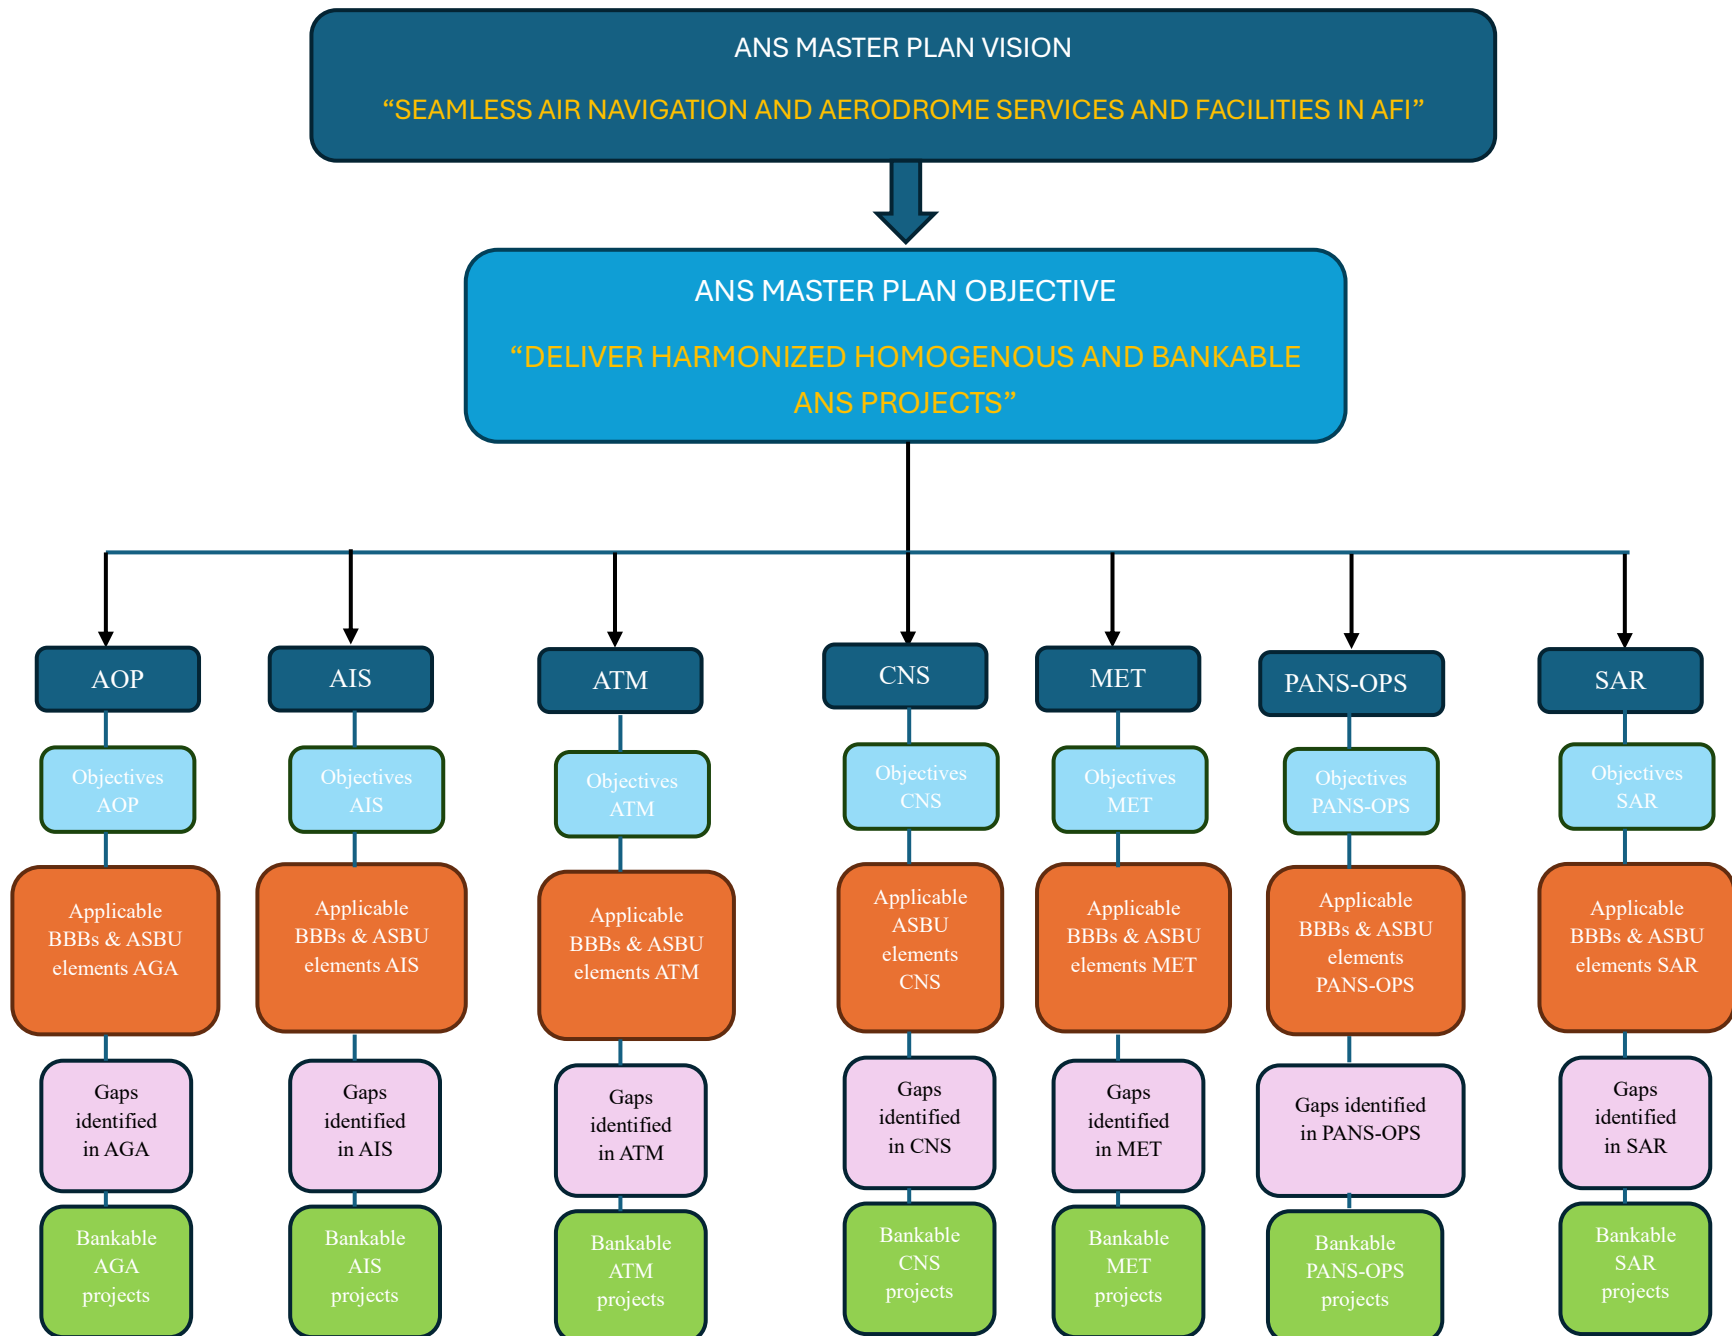 ANS MASTER PLAN VISION
“SEAMLESS AIR NAVIGATION AND AERODROME SERVICES AND FACILITIES IN AFI”
ANS MASTER PLAN OBJECTIVE
“DELIVER HARMONIZED HOMOGENOUS AND BANKABLE
ANS PROJECTS”
AOP
AIS
ATM
CNS
MET
PANS-OPS
SAR
Objectives
AOP
Objectives
AIS
Objectives
ATM
Objectives
CNS
Objectives
MET
Objectives
PANS-OPS
Objectives
SAR
Applicable
BBBs & ASBU
elements AGA
Applicable
BBBs & ASBU
elements AIS
Applicable
BBBs & ASBU
elements ATM
Applicable
ASBU
elements
CNS
Applicable
BBBs & ASBU
elements MET
Applicable
BBBs & ASBU
elements
PANS-OPS
Applicable
BBBs & ASBU
elements SAR
Gaps
identified
in AGA
Gaps
identified
in AIS
Gaps
identified
in ATM
Gaps
identified
in CNS
Gaps
identified
in MET
Gaps identified
in PANS-OPS
Gaps
identified
in SAR
Bankable
AGA
projects
Bankable
AIS
projects
Bankable
ATM
projects
Bankable
CNS
projects
Bankable
MET
projects
Bankable
PANS-OPS
projects
Bankable
SAR
projects